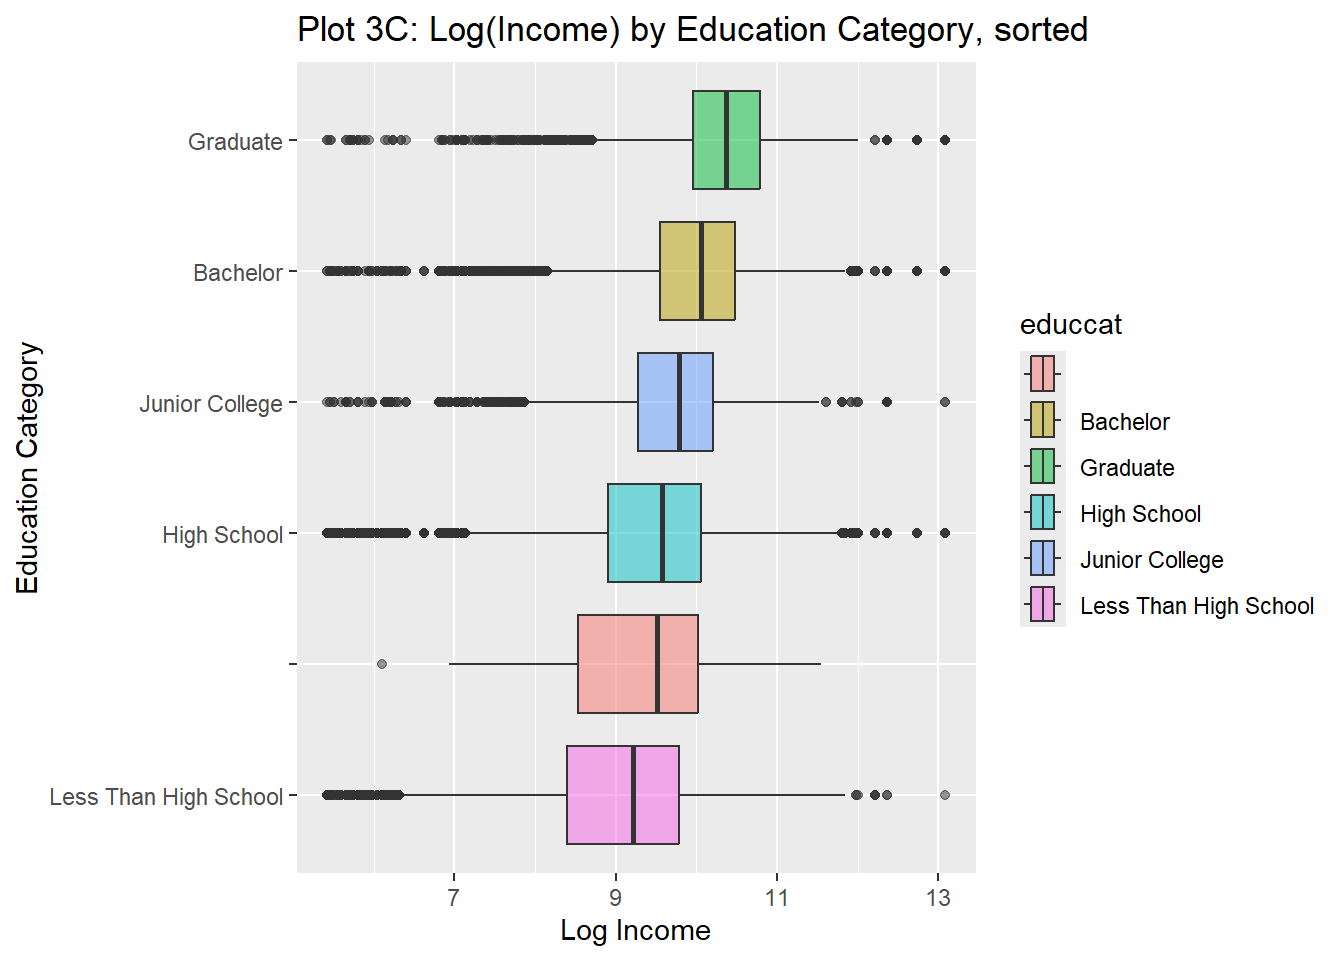 Plot 3C: Log(Income) by Education Category, sorted
Graduate
Bachelor
Junior College
High School
Less Than High School
Education Category
7 9 11 13
Log Income
educcat
Bachelor
Graduate
High School
Junior College
Less Than High School